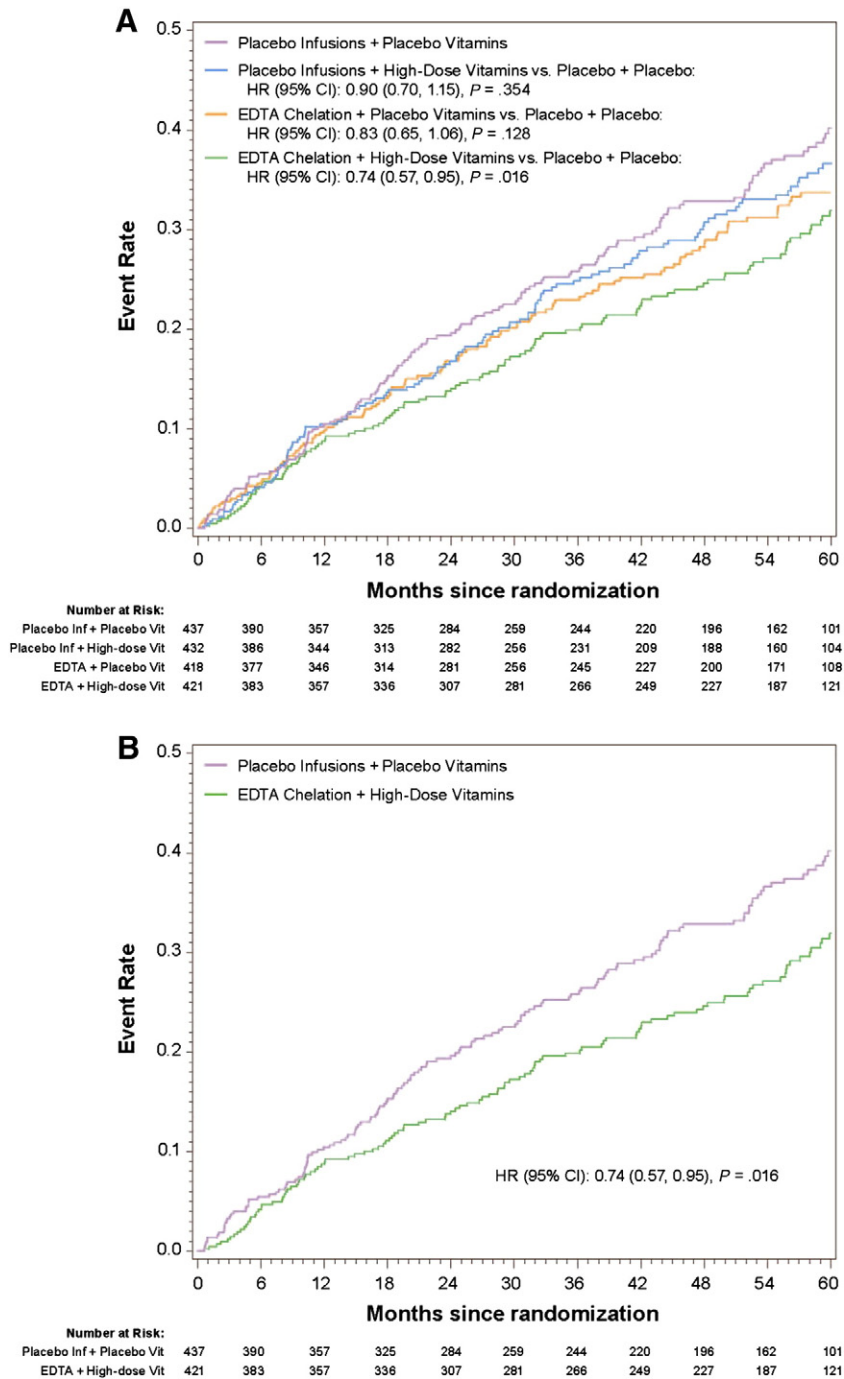 A
0.5
Placebo Infusions + Placebo Vitamins
Placebo Infusions + High-Dose Vitamins vs. Placebo + Placebo:
HR (95% CI): 0.90 (0.70, 1.15), P = .354
EDTA Chelation + Placebo Vitamins vs. Placebo + Placebo:
HR (95% CI): 0.83 (0.65, 1.06), P = .128
EDTA Chelation + High-Dose Vitamins vs. Placebo + Placebo:
HR (95% CI): 0.74 (0.57, 0.95), P = .016
0.4
0.3
Event Rate
0.2
0.1
0.0
0 6 12 18 24 30 36 42 48 54 60
Months since randomization
Number at Risk:
Placebo Inf + Placebo Vit 437 390 357 325 284 259 244 220 196 162 101
Placebo Inf + High-dose Vit 432 386 344 313 282 256 231 209 188 160 104
EDTA + Placebo Vit 418 377 346 314 281 256 245 227 200 171 108
EDTA + High-dose Vit 421 383 357 336 307 281 266 249 227 187 121
B
0.5
Placebo Infusions + Placebo Vitamins
EDTA Chelation + High-Dose Vitamins
0.4
0.3
Event Rate
0.2
0.1
HR (95% CI): 0.74 (0.57, 0.95), P = .016
0.0
0 6 12 18 24 30 36 42 48 54 60
Months since randomization
Number at Risk:
Placebo Inf + Placebo Vit 437 390 357 325 284 259 244 220 196 162 101
EDTA + High-dose Vit 421 383 357 336 307 281 266 249 227 187 121